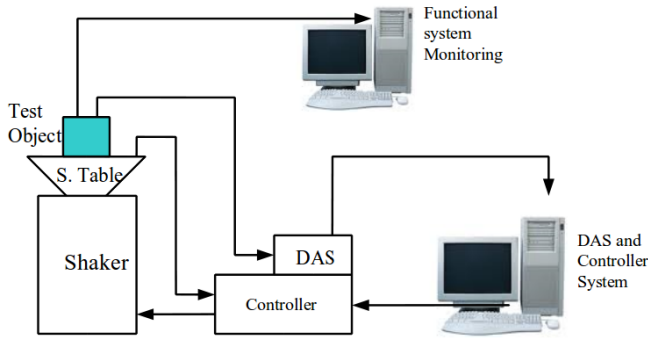 Functional
system
Monitoring
Test
Object
S. Table
Shaker
DAS
Controller
DAS and
Controller
System